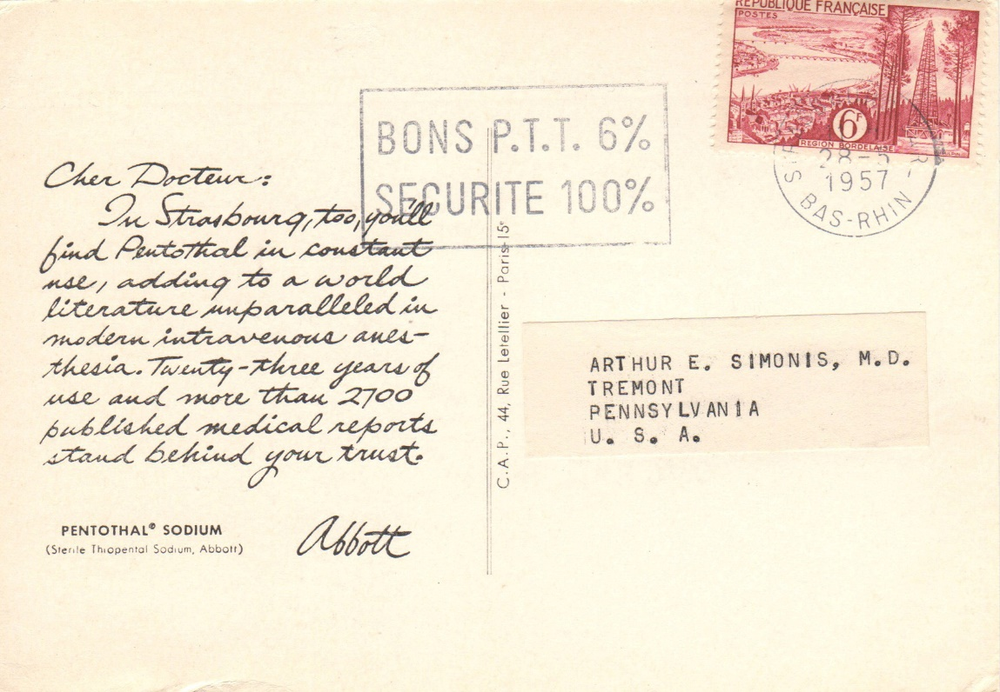 REPUBLIQUE FRANÇAISE
POSTES
6F
REGION BORDELAISE
28-5
1957
BAS-RHIN
BONS P.T.T. 6%
SECURITE 100%
Cher Docteur:
In Strasbourg, too, you'll
find Pentothal in constant
use, adding to a world
literature unparalleled in
modern intravenous anes-
thesia. Twenty-three years of
use and more than 2700
published medical reports
stand behind your trust.
PENTOTHAL® SODIUM
(Sterile Thiopental Sodium, Abbott)
Abbott
C.A.P., 44, Rue Letellier - Paris-15e
ARTHUR E. SIMONIS, M.D.
TREMONT
PENNSYLVANIA
U. S. A.